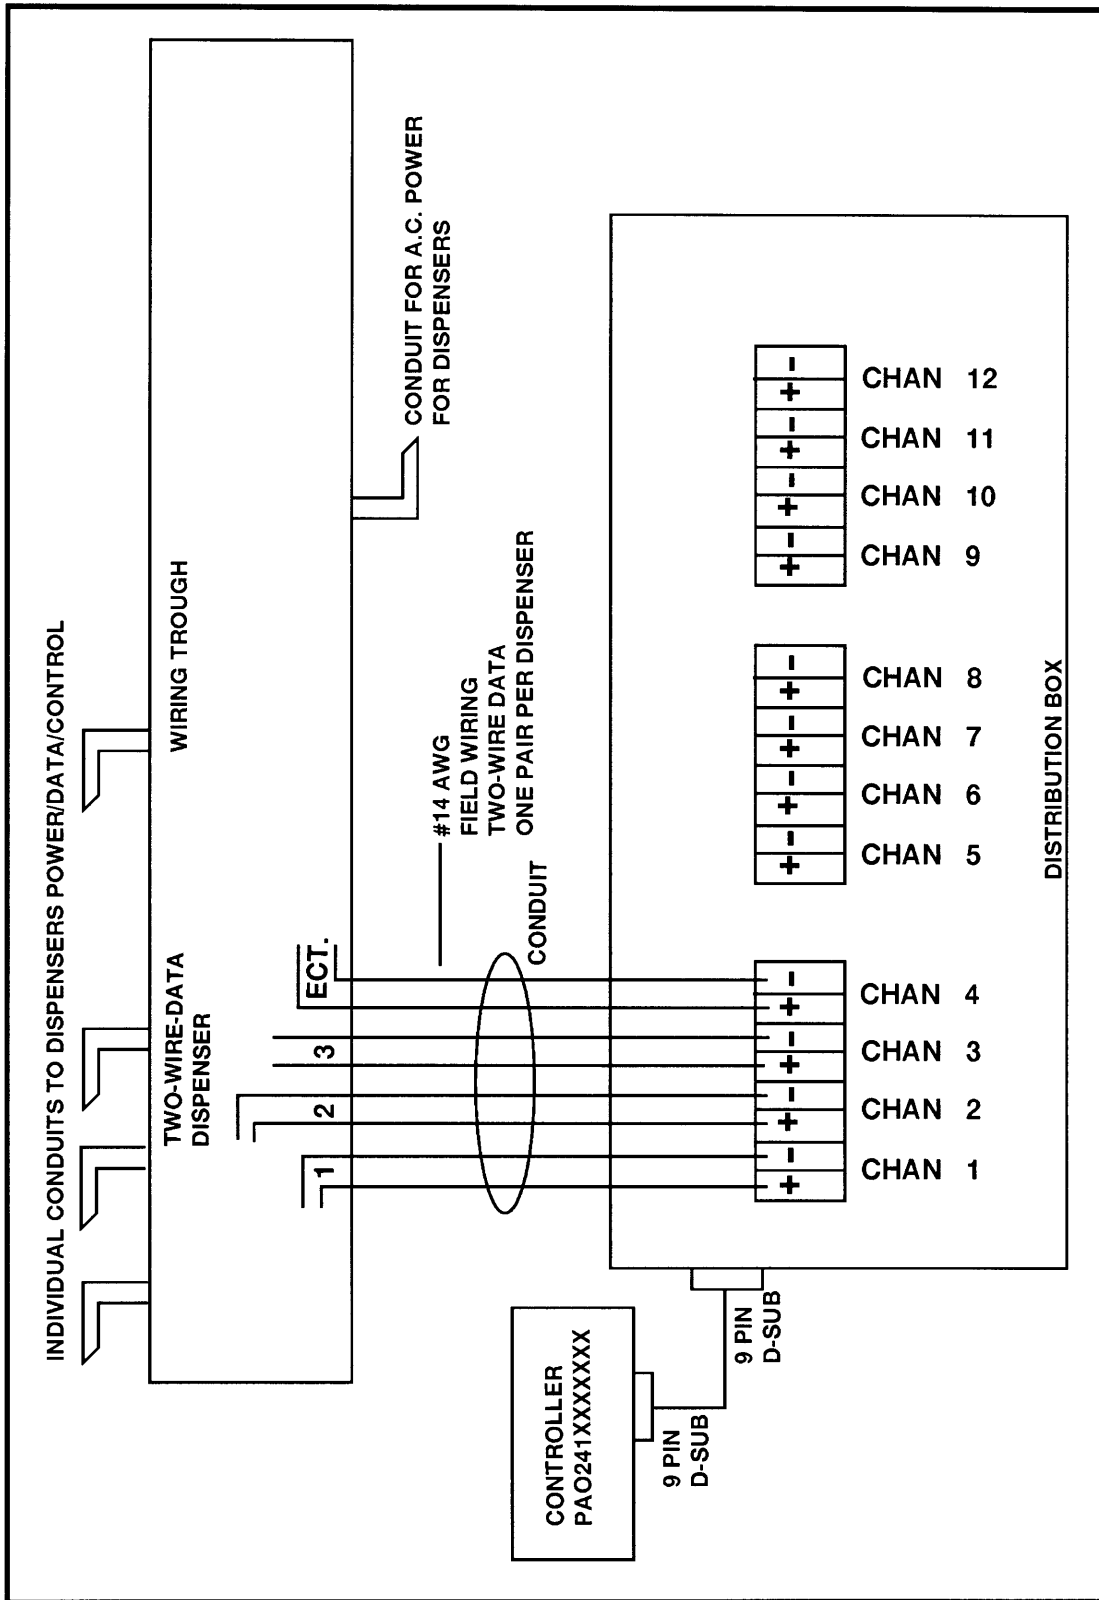 INDIVIDUAL CONDUITS TO DISPENSERS POWER/DATA/CONTROL
TWO-WIRE-DATA
DISPENSER
WIRING TROUGH
1
2
3
ECT.
CONDUIT FOR A.C. POWER
FOR DISPENSERS
#14 AWG
FIELD WIRING
TWO-WIRE DATA
ONE PAIR PER DISPENSER
CONDUIT
CONTROLLER
PAO241XXXXXXX
9 PIN
D-SUB
9 PIN
D-SUB
+ - + - + - + -
CHAN 1
CHAN 2
CHAN 3
CHAN 4
+ - + - + - + -
CHAN 5
CHAN 6
CHAN 7
CHAN 8
+ - + - + - + -
CHAN 9
CHAN 10
CHAN 11
CHAN 12
DISTRIBUTION BOX